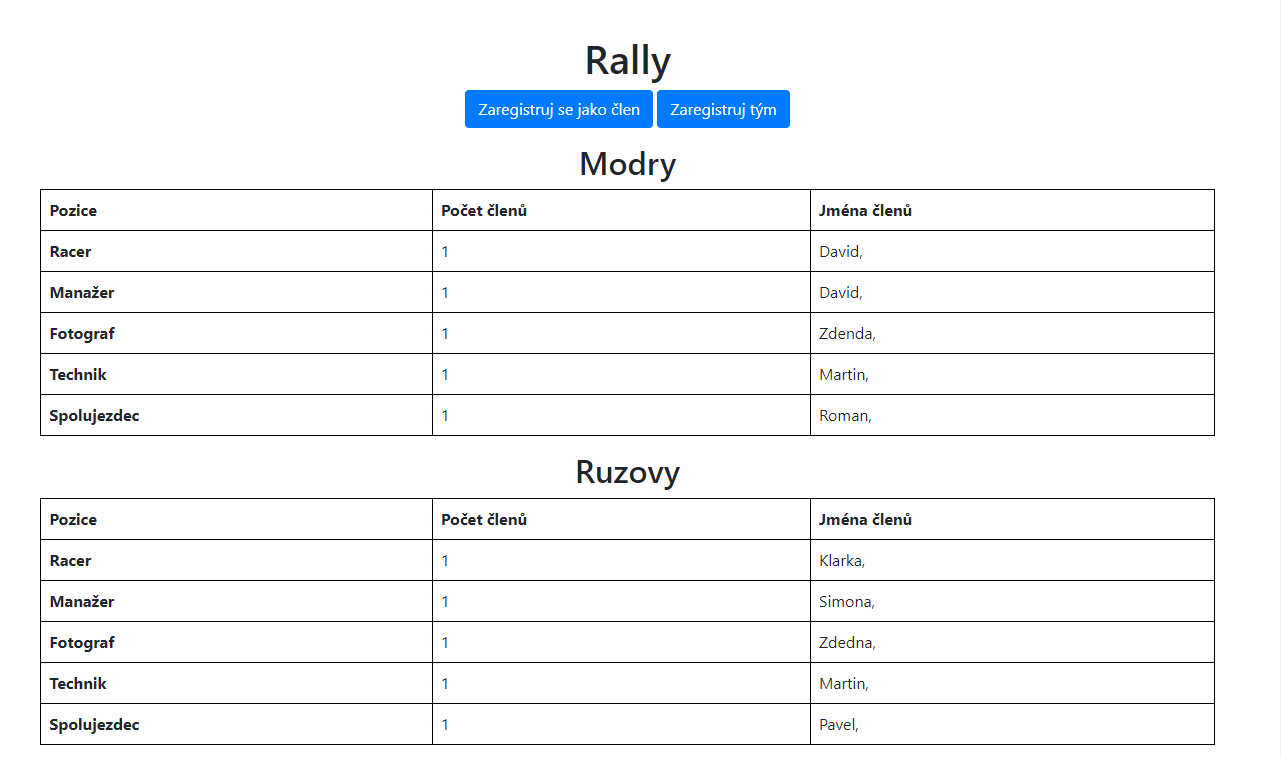 Rally
Zaregistruj se jako člen Zaregistruj tým
Modry
Pozice Počet členů Jména členů
Racer 1 David,
Manažer 1 David,
Fotograf 1 Zdenda,
Technik 1 Martin,
Spolujezdec 1 Roman,
Ruzovy
Pozice Počet členů Jména členů
Racer 1 Klarka,
Manažer 1 Simona,
Fotograf 1 Zdedna,
Technik 1 Martin,
Spolujezdec 1 Pavel,